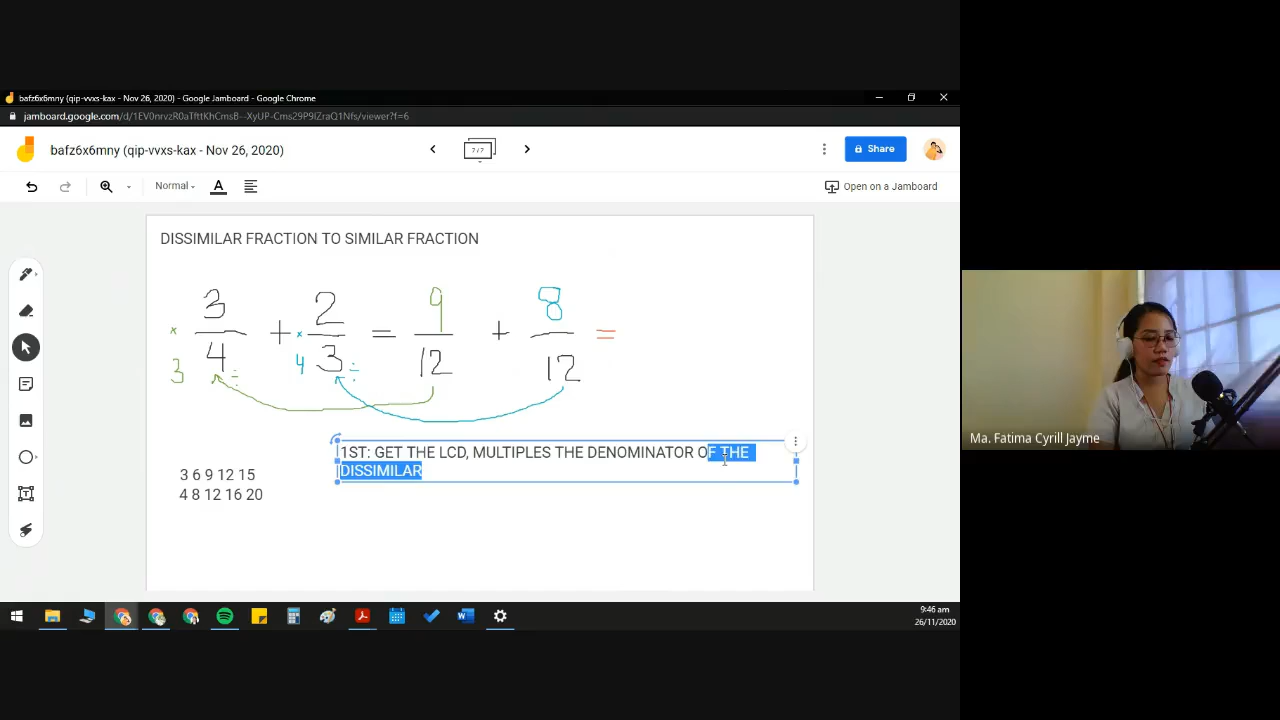 bafz6x6mny (qip-vvxs-kax - Nov 26, 2020) - Google Jamboard - Google Chrome
bafz6x6mny (qip-vvxs-kax - Nov 26, 2020)
7/7
Share
Normal
A
Open on a Jamboard
DISSIMILAR FRACTION TO SIMILAR FRACTION
3 2 9 8
× + × = + =
4 3 12 12
3 ÷ 4 ÷
1ST: GET THE LCD, MULTIPLES THE DENOMINATOR OF THE
DISSIMILAR
3 6 9 12 15
4 8 12 16 20
Ma. Fatima Cyrill Jayme
9:46 am
26/11/2020